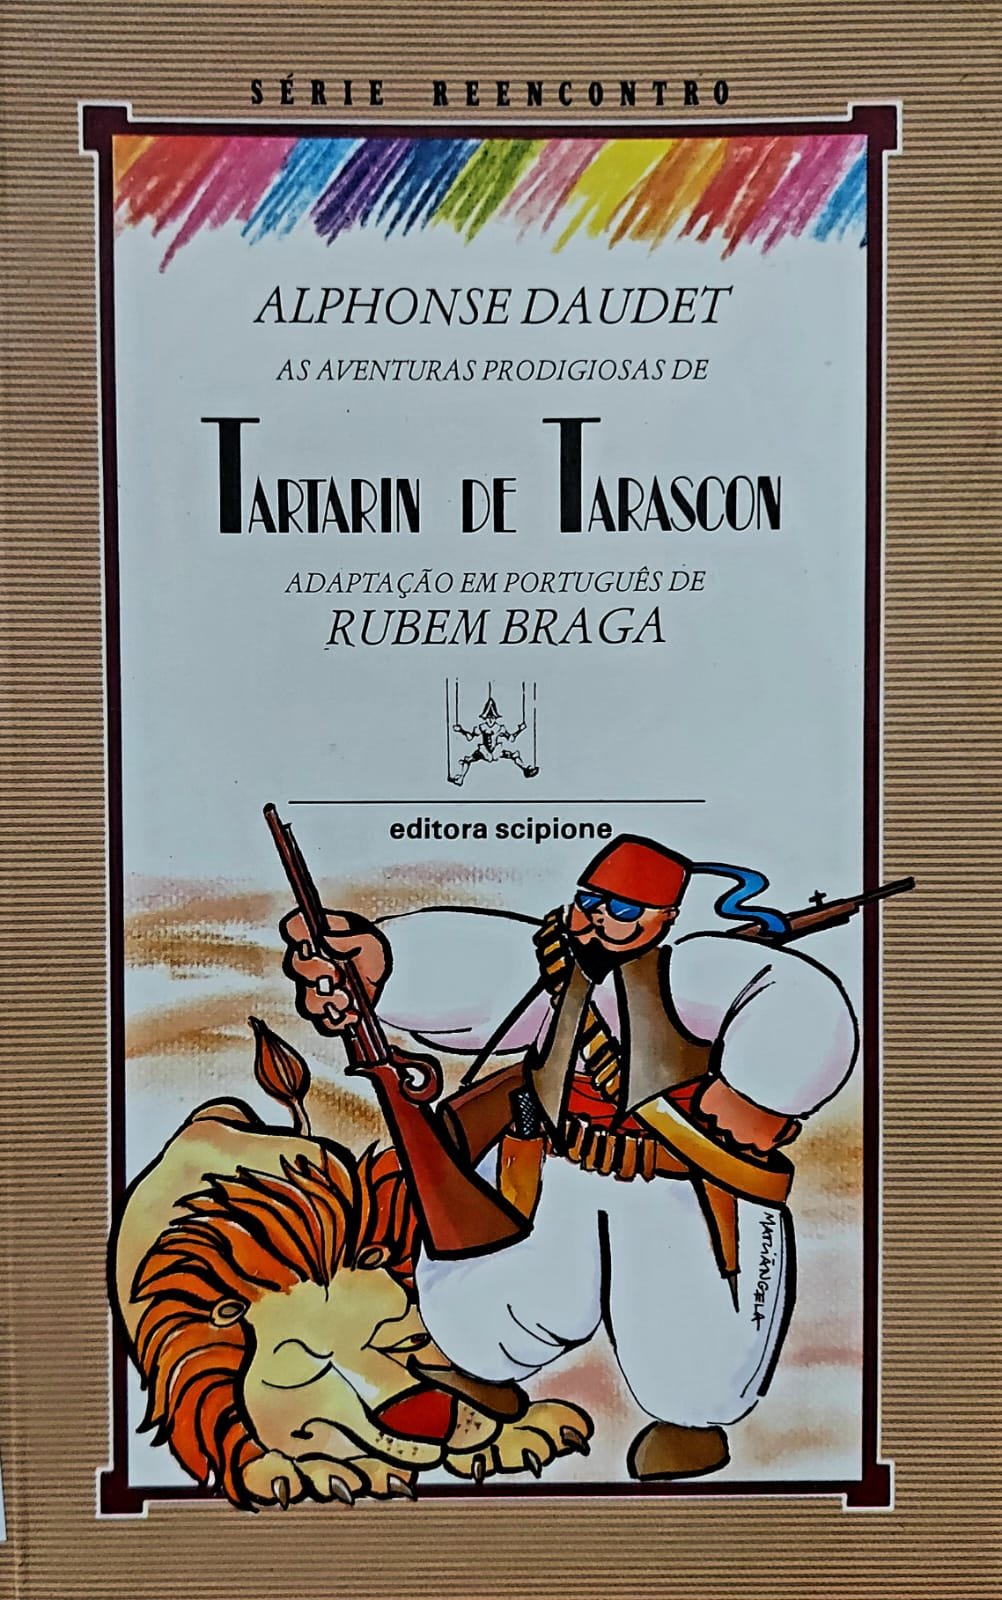 SÉRIE REENCONTRO
ALPHONSE DAUDET
AS AVENTURAS PRODIGIOSAS DE
TARTARIN DE TARASCON
ADAPTAÇÃO EM PORTUGUÊS DE
RUBEM BRAGA
editora scipione
MARIÂNGELA